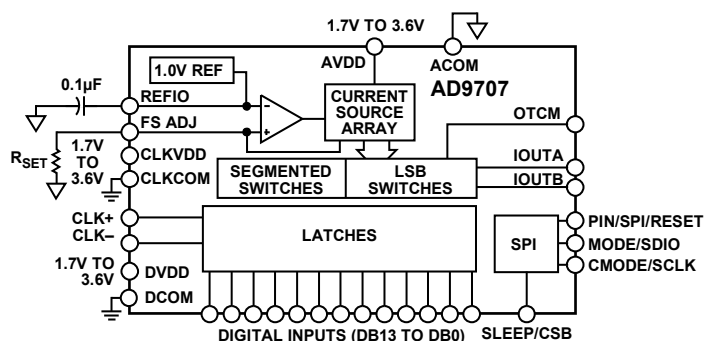 1.7V TO 3.6V
AVDD
ACOM
1.0V REF
AD9707
0.1µF
REFIO
CURRENT
SOURCE
ARRAY
OTCM
FS ADJ
RSET
1.7V
TO
3.6V
CLKVDD
CLKCOM
IOUTA
IOUTB
SEGMENTED
SWITCHES
LSB
SWITCHES
CLK+
CLK–
LATCHES
SPI
PIN/SPI/RESET
MODE/SDIO
CMODE/SCLK
1.7V TO
3.6V
DVDD
DCOM
DIGITAL INPUTS (DB13 TO DB0)
SLEEP/CSB